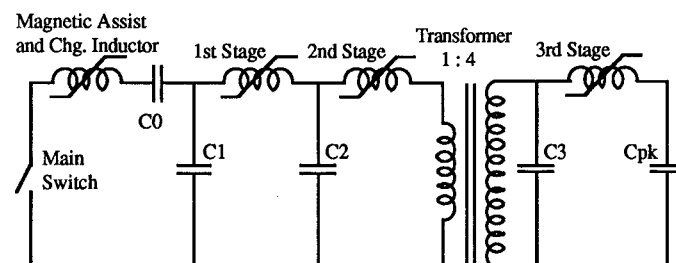 Magnetic Assist
and Chg. Inductor
1st Stage
2nd Stage
Transformer
1 : 4
3rd Stage
C0
Main
Switch
C1
C2
C3
Cpk